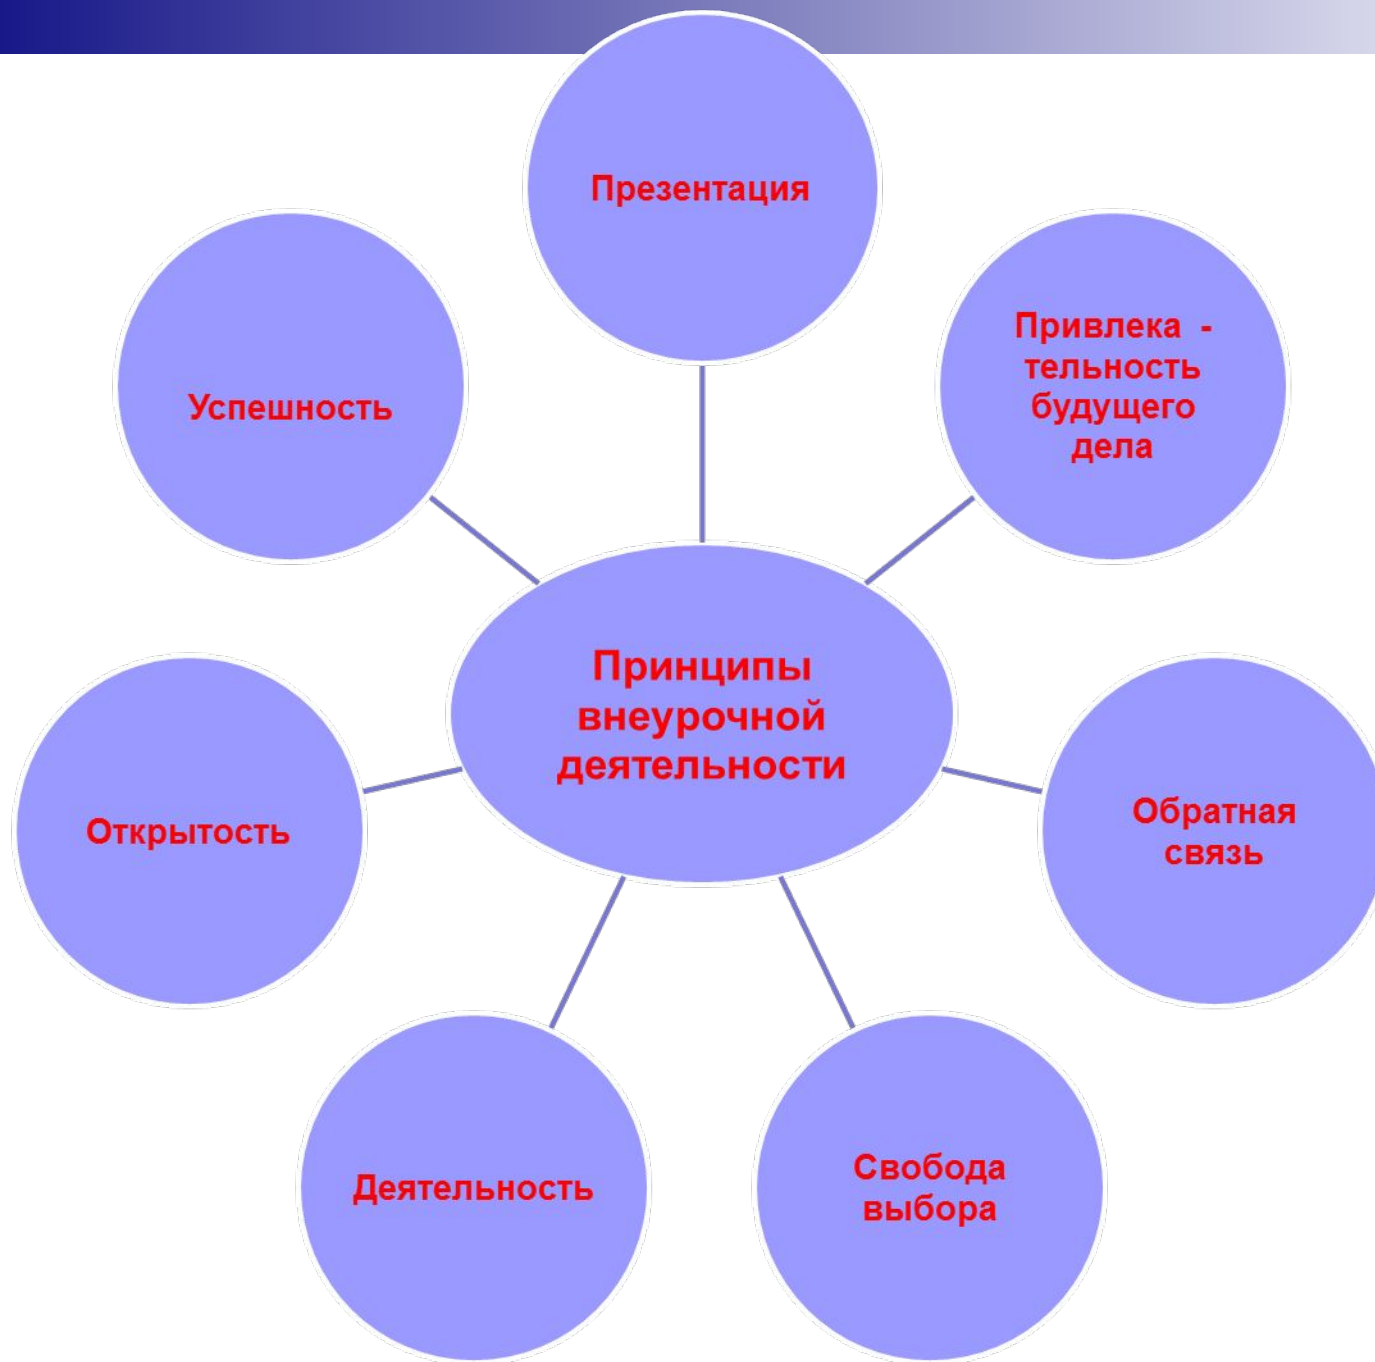 Презентация
Привлека -
тельность
будущего
дела
Успешность
Принципы
внеурочной
деятельности
Обратная
связь
Открытость
Свобода
выбора
Деятельность